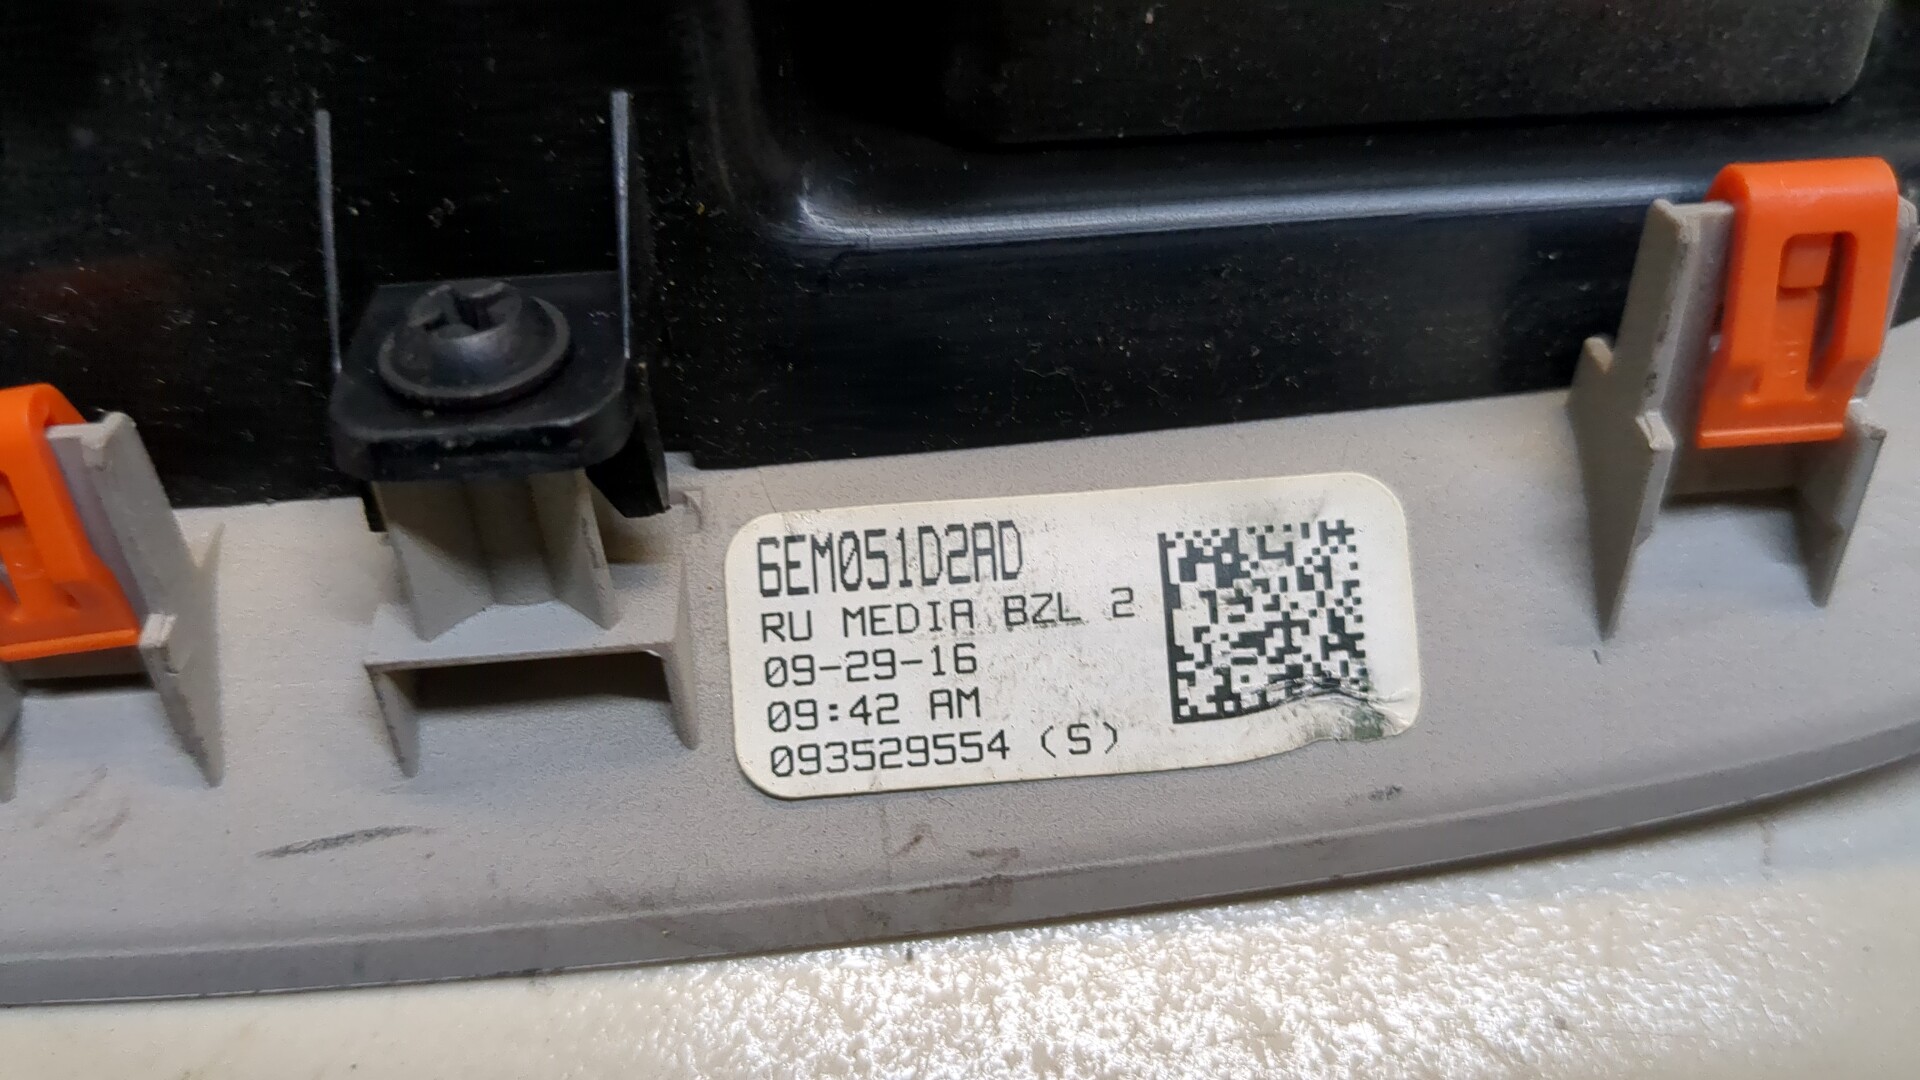 6EM051D2AD
RU MEDIA BZL 2
09-29-16
09:42 AM
093529554 (S)